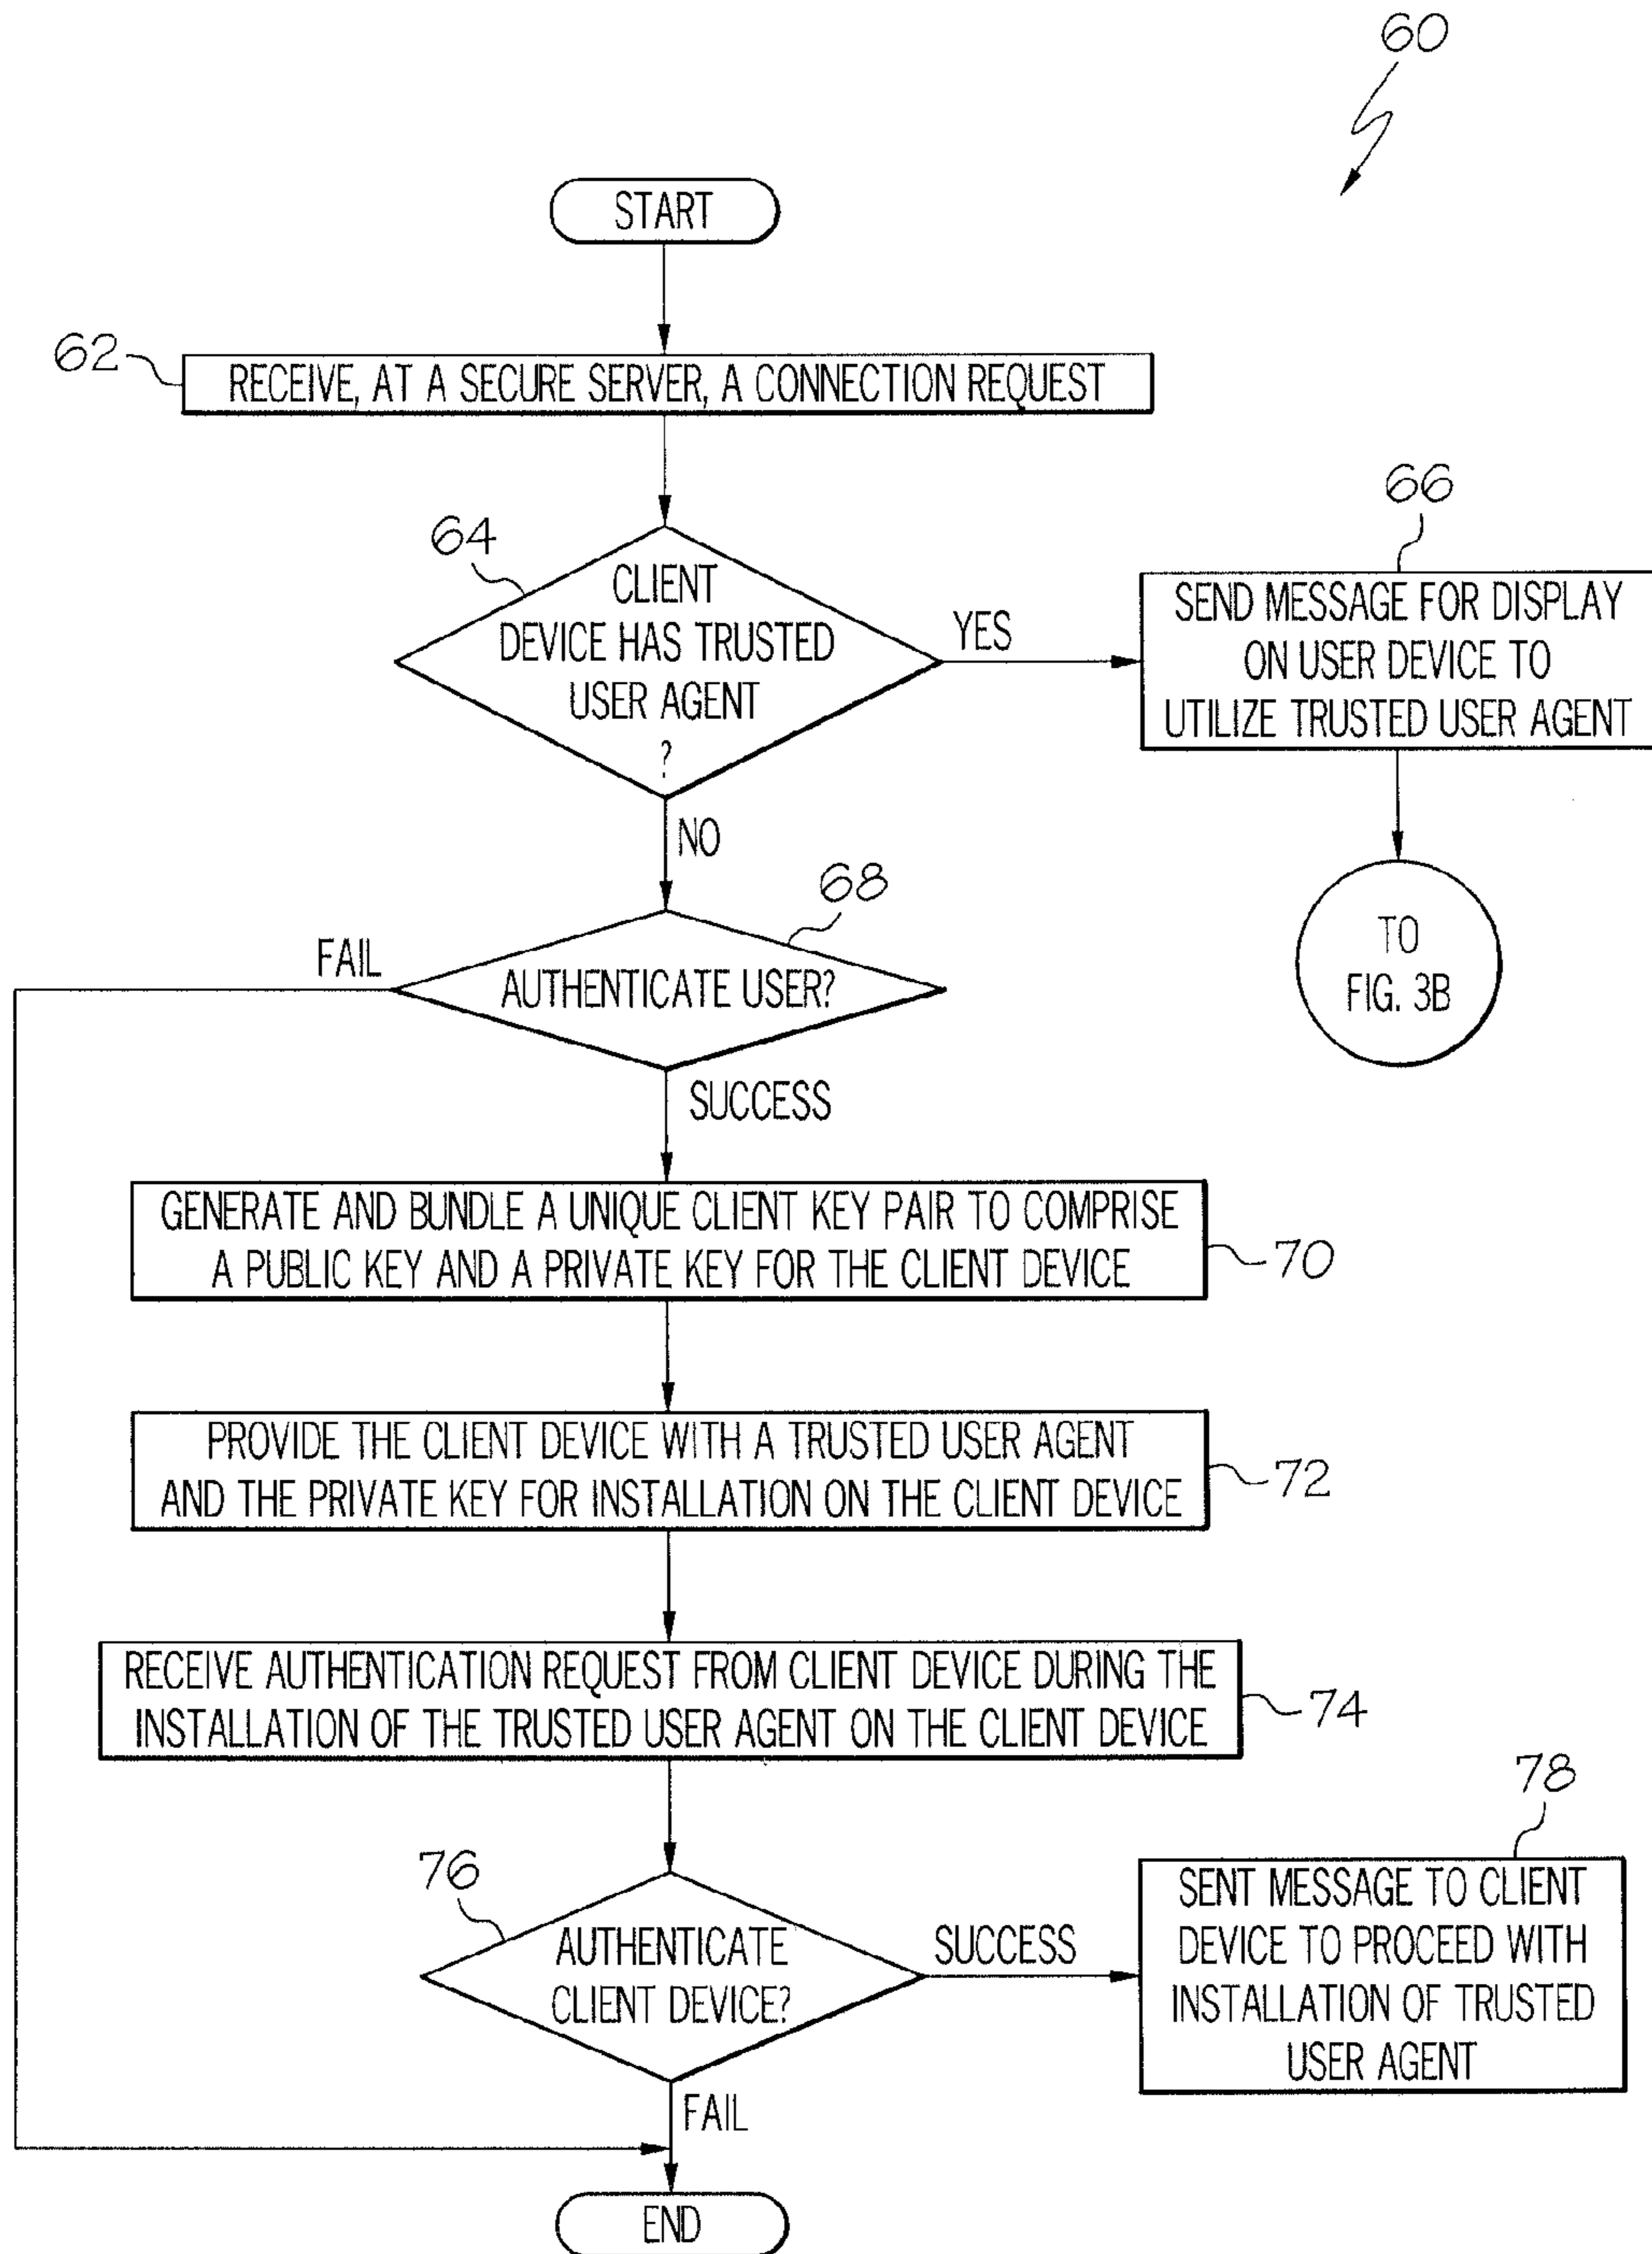 60
START
62
RECEIVE, AT A SECURE SERVER, A CONNECTION REQUEST
64
CLIENT
DEVICE HAS TRUSTED
USER AGENT
?
YES
66
SEND MESSAGE FOR DISPLAY
ON USER DEVICE TO
UTILIZE TRUSTED USER AGENT
TO
FIG. 3B
NO
68
AUTHENTICATE USER?
FAIL
SUCCESS
GENERATE AND BUNDLE A UNIQUE CLIENT KEY PAIR TO COMPRISE
A PUBLIC KEY AND A PRIVATE KEY FOR THE CLIENT DEVICE
70
PROVIDE THE CLIENT DEVICE WITH A TRUSTED USER AGENT
AND THE PRIVATE KEY FOR INSTALLATION ON THE CLIENT DEVICE
72
RECEIVE AUTHENTICATION REQUEST FROM CLIENT DEVICE DURING THE
INSTALLATION OF THE TRUSTED USER AGENT ON THE CLIENT DEVICE
74
76
AUTHENTICATE
CLIENT DEVICE?
SUCCESS
78
SENT MESSAGE TO CLIENT
DEVICE TO PROCEED WITH
INSTALLATION OF TRUSTED
USER AGENT
FAIL
END